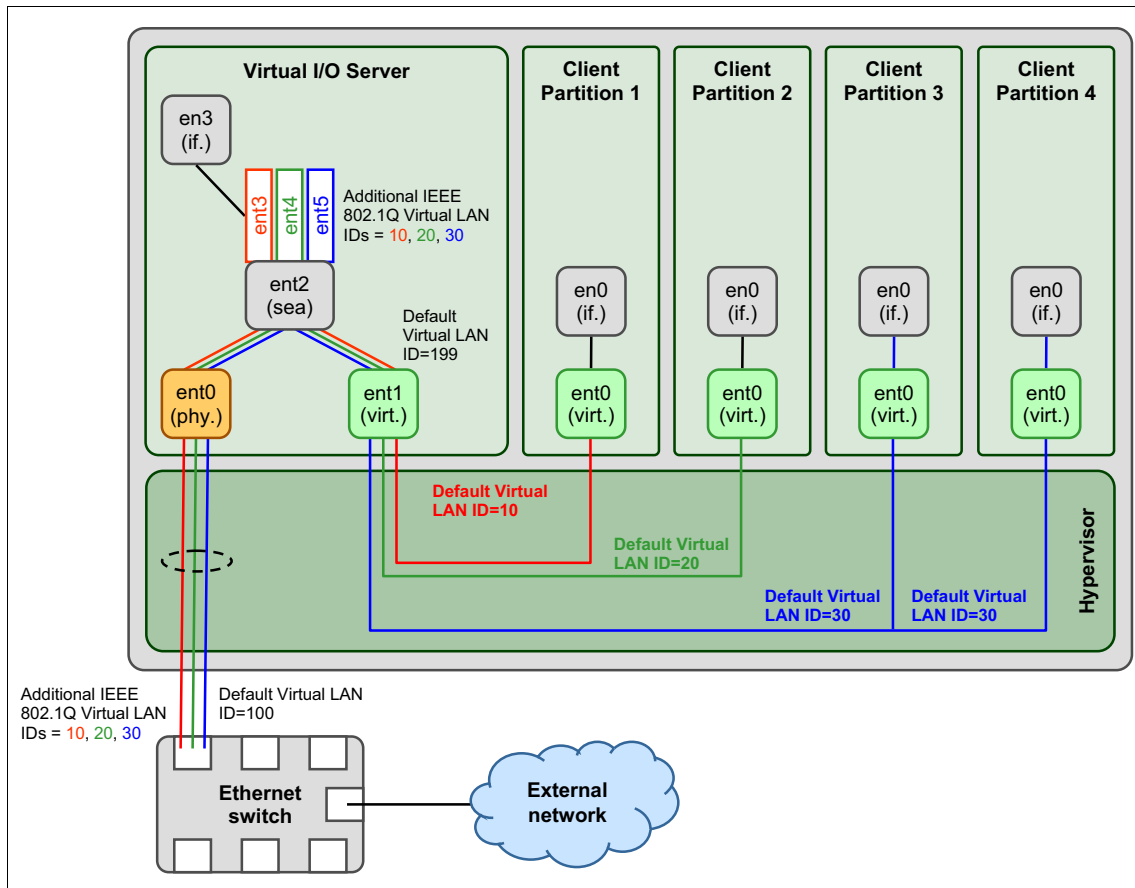 Virtual I/O Server
Client
Partition 1
Client
Partition 2
Client
Partition 3
Client
Partition 4
en3
(if.)
ent3
ent4
ent5
Additional IEEE
802.1Q Virtual LAN
IDs = 10, 20, 30
ent2
(sea)
Default
Virtual LAN
ID=199
en0
(if.)
en0
(if.)
en0
(if.)
en0
(if.)
ent0
(phy.)
ent1
(virt.)
ent0
(virt.)
ent0
(virt.)
ent0
(virt.)
ent0
(virt.)
Default Virtual
LAN ID=10
Default Virtual
LAN ID=20
Default Virtual
LAN ID=30
Default Virtual
LAN ID=30
Hypervisor
Additional IEEE
802.1Q Virtual LAN
IDs = 10, 20, 30
Default Virtual LAN
ID=100
Ethernet
switch
External
network